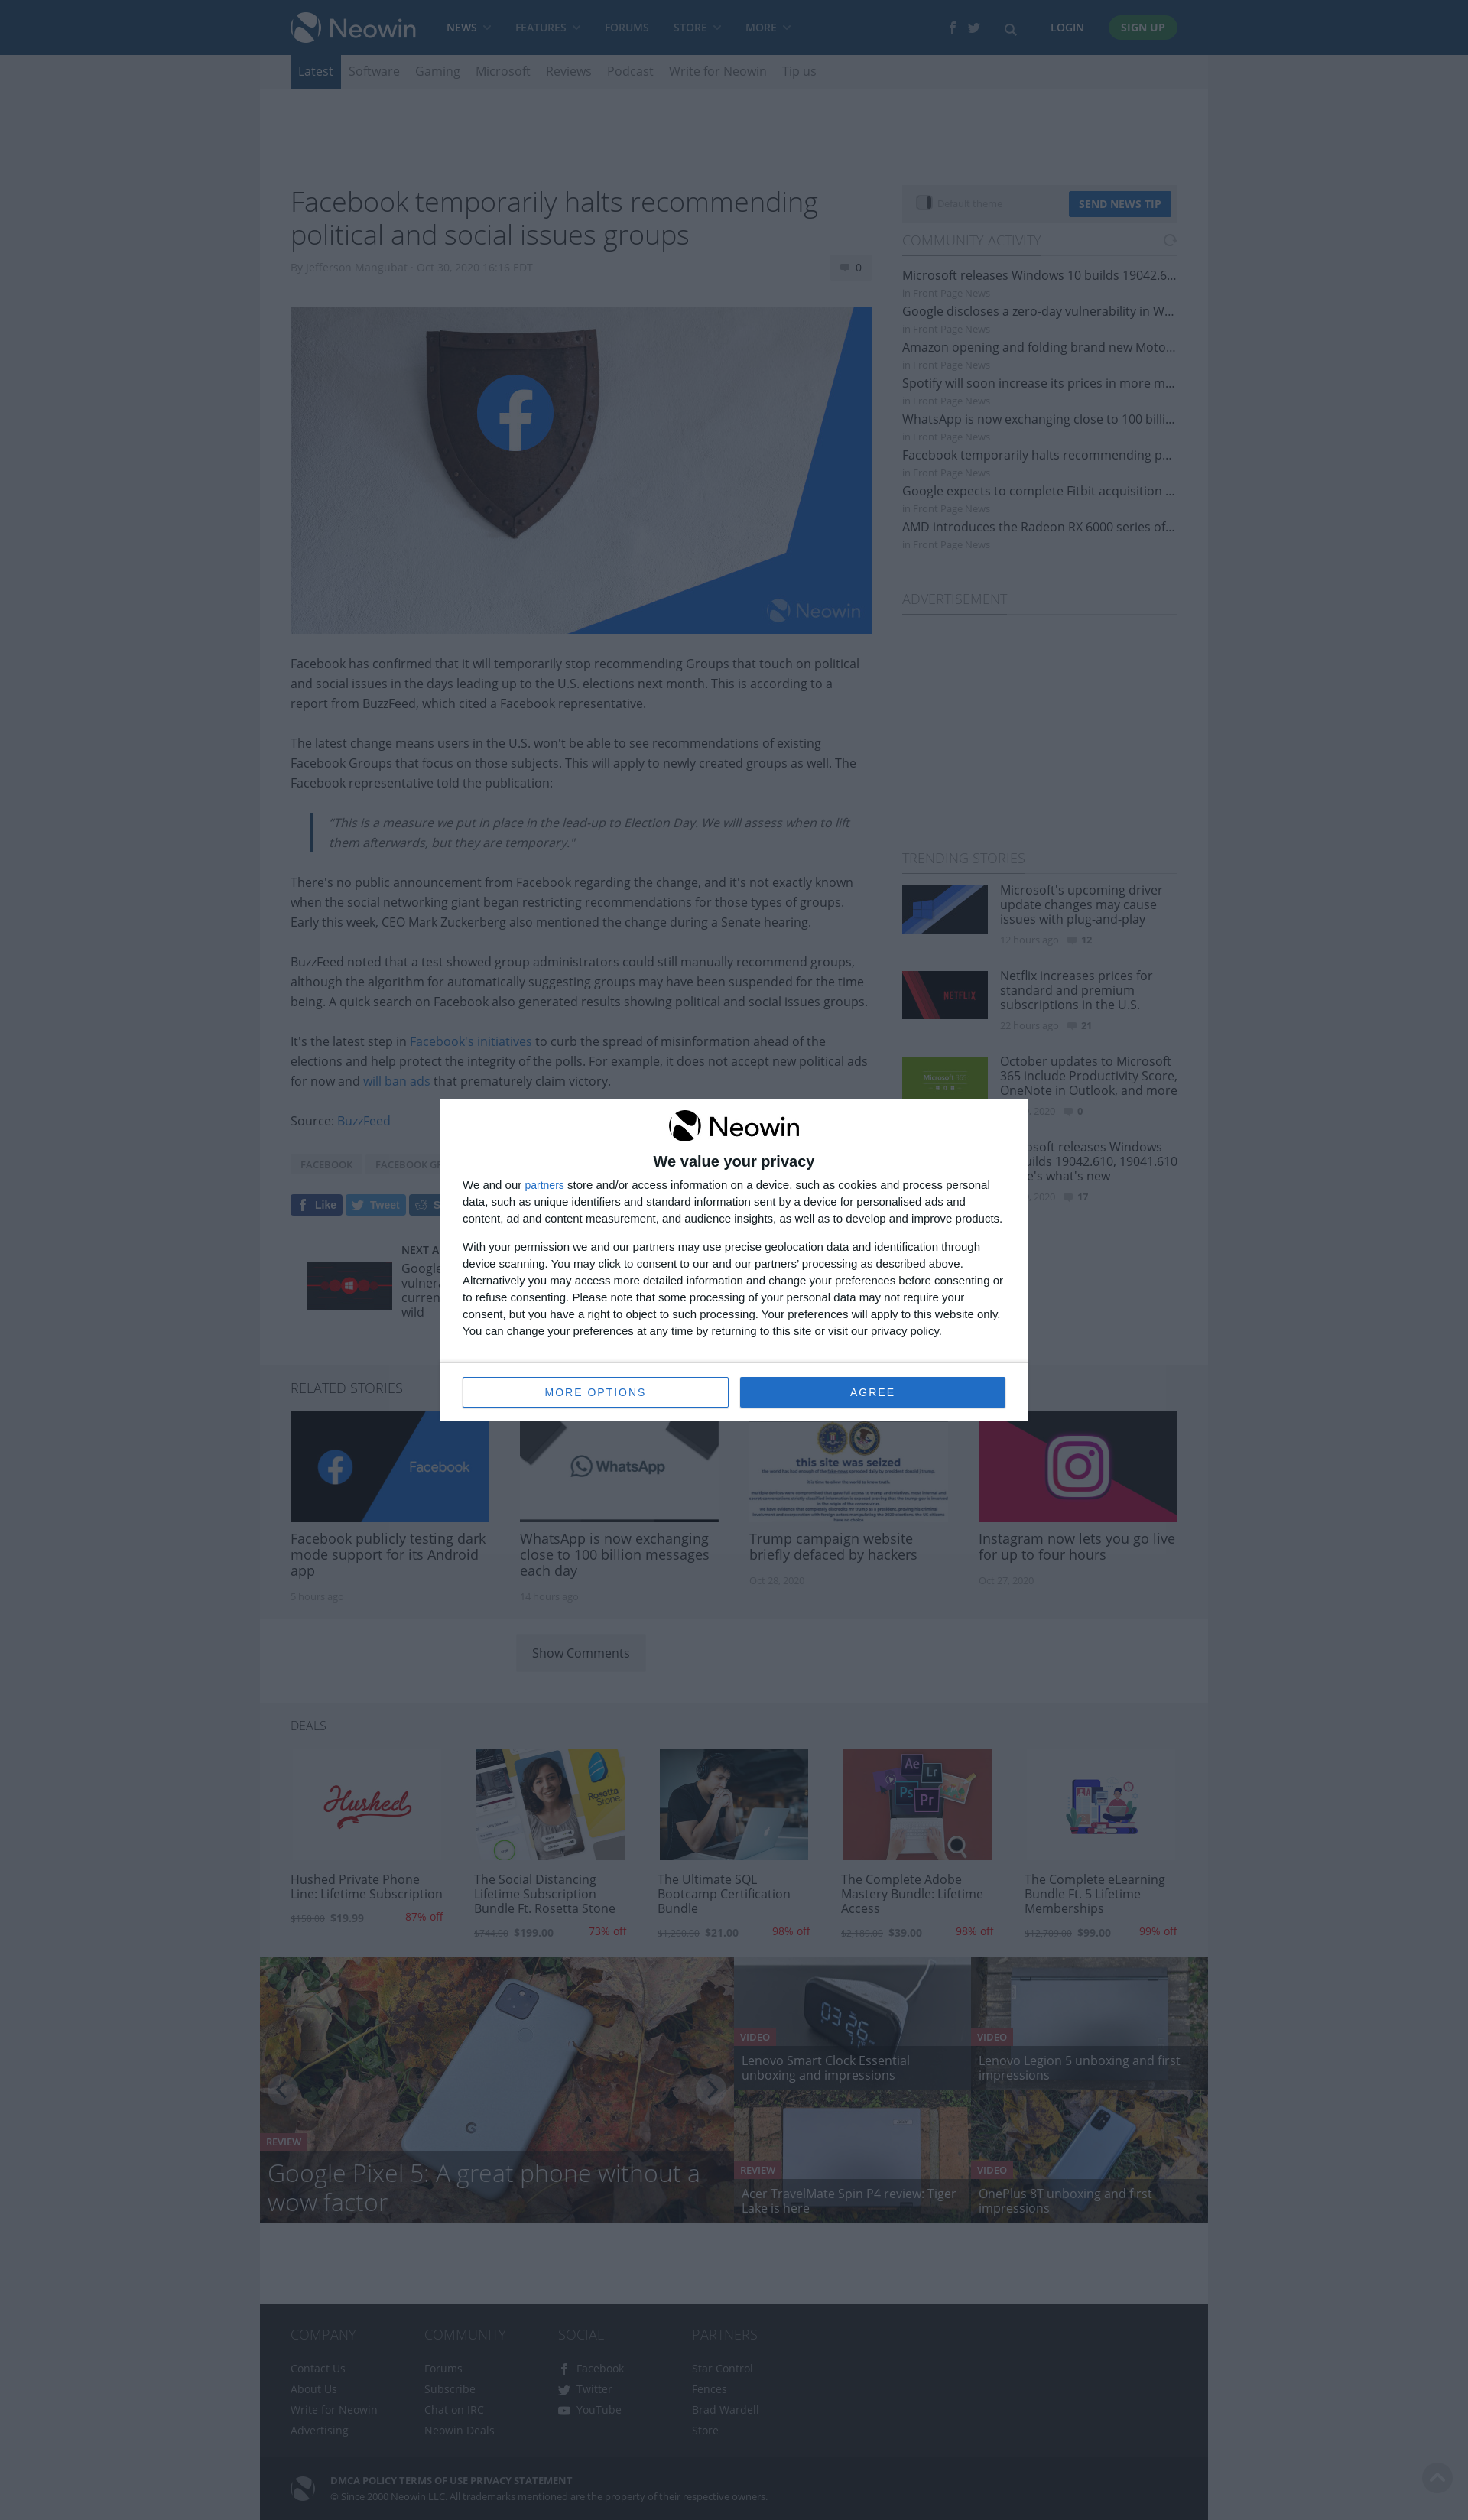 Neowin
NEWS
FEATURES
FORUMS
STORE
MORE
LOGIN
SIGN UP
Latest
Software
Gaming
Microsoft
Reviews
Podcast
Write for Neowin
Tip us
Facebook temporarily halts recommending
political and social issues groups
By Jefferson Mangubat · Oct 30, 2020 16:16 EDT
0
Neowin
Facebook has confirmed that it will temporarily stop recommending Groups that touch on political
and social issues in the days leading up to the U.S. elections next month. This is according to a
report from BuzzFeed, which cited a Facebook representative.
The latest change means users in the U.S. won't be able to see recommendations of existing
Facebook Groups that focus on those subjects. This will apply to newly created groups as well. The
Facebook representative told the publication:
“This is a measure we put in place in the lead-up to Election Day. We will assess when to lift
them afterwards, but they are temporary.”
There's no public announcement from Facebook regarding the change, and it's not exactly known
when the social networking giant began restricting recommendations for those types of groups.
Early this week, CEO Mark Zuckerberg also mentioned the change during a Senate hearing.
BuzzFeed noted that a test showed group administrators could still manually recommend groups,
although the algorithm for automatically suggesting groups may have been suspended for the time
being. A quick search on Facebook also generated results showing political and social issues groups.
It's the latest step in Facebook's initiatives to curb the spread of misinformation ahead of the
elections and help protect the integrity of the polls. For example, it does not accept new political ads
for now and will ban ads that prematurely claim victory.
Source: BuzzFeed
FACEBOOK
FACEBOOK G
Like
Tweet
S
NEXT A
Google
vulner
curren
wild
Default theme
SEND NEWS TIP
COMMUNITY ACTIVITY
Microsoft releases Windows 10 builds 19042.6...
in Front Page News
Google discloses a zero-day vulnerability in W...
in Front Page News
Amazon opening and folding brand new Moto...
in Front Page News
Spotify will soon increase its prices in more m...
in Front Page News
WhatsApp is now exchanging close to 100 billi...
in Front Page News
Facebook temporarily halts recommending p...
in Front Page News
Google expects to complete Fitbit acquisition ...
in Front Page News
AMD introduces the Radeon RX 6000 series of...
in Front Page News
ADVERTISEMENT
TRENDING STORIES
Microsoft's upcoming driver
update changes may cause
issues with plug-and-play
12 hours ago
12
NETFLIX
Netflix increases prices for
standard and premium
subscriptions in the U.S.
22 hours ago
21
Microsoft 365
October updates to Microsoft
365 include Productivity Score,
OneNote in Outlook, and more
2020
0
osoft releases Windows
uilds 19042.610, 19041.610
e's what's new
2020
17
Neowin
We value your privacy
We and our partners store and/or access information on a device, such as cookies and process personal
data, such as unique identifiers and standard information sent by a device for personalised ads and
content, ad and content measurement, and audience insights, as well as to develop and improve products.
With your permission we and our partners may use precise geolocation data and identification through
device scanning. You may click to consent to our and our partners’ processing as described above.
Alternatively you may access more detailed information and change your preferences before consenting or
to refuse consenting. Please note that some processing of your personal data may not require your
consent, but you have a right to object to such processing. Your preferences will apply to this website only.
You can change your preferences at any time by returning to this site or visit our privacy policy.
MORE OPTIONS
AGREE
RELATED STORIES
Facebook
Facebook publicly testing dark
mode support for its Android
app
5 hours ago
WhatsApp
WhatsApp is now exchanging
close to 100 billion messages
each day
14 hours ago
this site was seized
Trump campaign website
briefly defaced by hackers
Oct 28, 2020
Instagram now lets you go live
for up to four hours
Oct 27, 2020
Show Comments
DEALS
Hushed
Hushed Private Phone
Line: Lifetime Subscription
$150.00 $19.99
87% off
Rosetta
Stone
The Social Distancing
Lifetime Subscription
Bundle Ft. Rosetta Stone
$744.00 $199.00
73% off
The Ultimate SQL
Bootcamp Certification
Bundle
$1,200.00 $21.00
98% off
Ae
Lr
Ps
Pr
The Complete Adobe
Mastery Bundle: Lifetime
Access
$2,189.00 $39.00
98% off
The Complete eLearning
Bundle Ft. 5 Lifetime
Memberships
$12,709.00 $99.00
99% off
REVIEW
Google Pixel 5: A great phone without a
wow factor
03 26
VIDEO
Lenovo Smart Clock Essential
unboxing and impressions
VIDEO
Lenovo Legion 5 unboxing and first
impressions
REVIEW
Acer TravelMate Spin P4 review: Tiger
Lake is here
VIDEO
OnePlus 8T unboxing and first
impressions
COMPANY
Contact Us
About Us
Write for Neowin
Advertising
COMMUNITY
Forums
Subscribe
Chat on IRC
Neowin Deals
SOCIAL
Facebook
Twitter
YouTube
PARTNERS
Star Control
Fences
Brad Wardell
Store
DMCA POLICY TERMS OF USE PRIVACY STATEMENT
© Since 2000 Neowin LLC. All trademarks mentioned are the property of their respective owners.